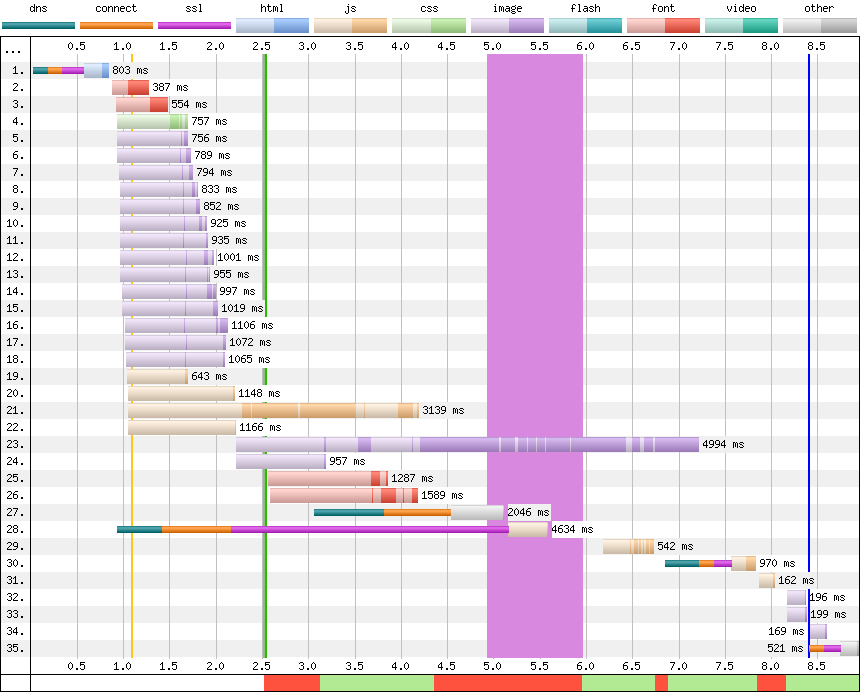 dns connect ssl html js css image flash font video other
... 0.5 1.0 1.5 2.0 2.5 3.0 3.5 4.0 4.5 5.0 5.5 6.0 6.5 7.0 7.5 8.0 8.5
1. 803 ms
2. 387 ms
3. 554 ms
4. 757 ms
5. 756 ms
6. 789 ms
7. 794 ms
8. 833 ms
9. 852 ms
10. 925 ms
11. 935 ms
12. 1001 ms
13. 955 ms
14. 997 ms
15. 1019 ms
16. 1106 ms
17. 1072 ms
18. 1065 ms
19. 643 ms
20. 1148 ms
21. 3139 ms
22. 1166 ms
23. 4994 ms
24. 957 ms
25. 1287 ms
26. 1589 ms
27. 2046 ms
28. 4634 ms
29. 542 ms
30. 970 ms
31. 162 ms
32. 196 ms
33. 199 ms
34. 169 ms
35. 521 ms
0.5 1.0 1.5 2.0 2.5 3.0 3.5 4.0 4.5 5.0 5.5 6.0 6.5 7.0 7.5 8.0 8.5